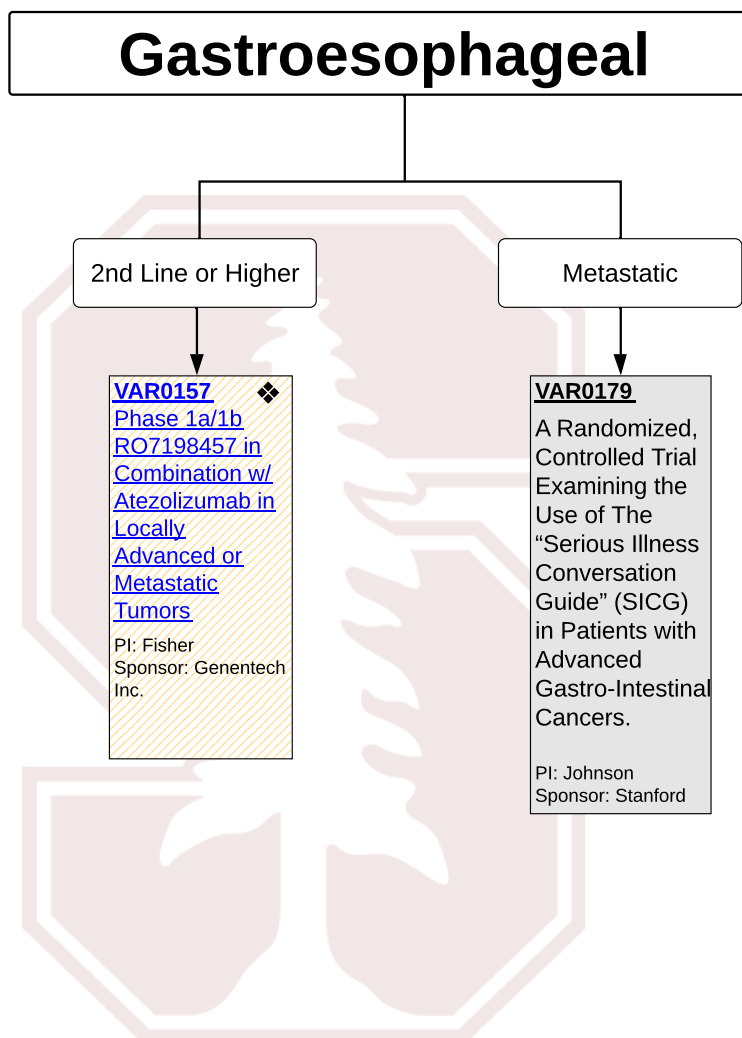 Gastroesophageal
2nd Line or Higher
Metastatic
VAR0157 ❖
Phase 1a/1b
RO7198457 in
Combination w/
Atezolizumab in
Locally
Advanced or
Metastatic
Tumors
PI: Fisher
Sponsor: Genentech
Inc.
VAR0179
A Randomized,
Controlled Trial
Examining the
Use of The
“Serious Illness
Conversation
Guide” (SICG)
in Patients with
Advanced
Gastro-Intestinal
Cancers.
PI: Johnson
Sponsor: Stanford